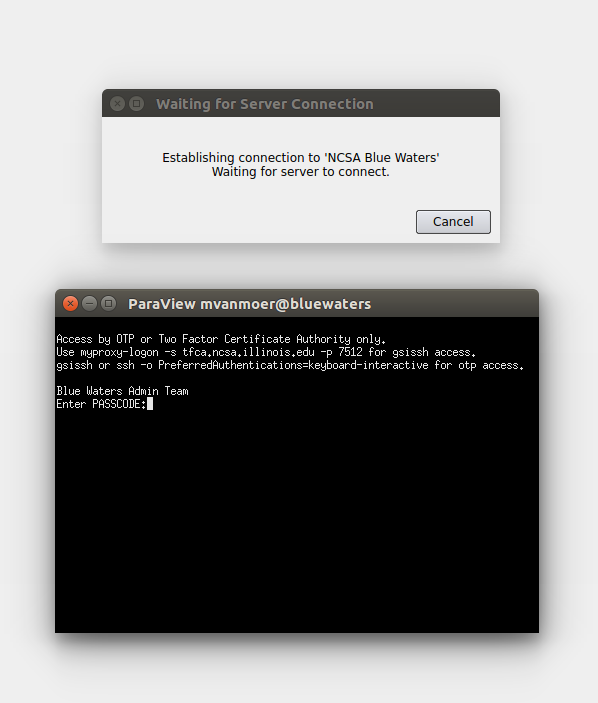 Waiting for Server Connection
Establishing connection to 'NCSA Blue Waters'
Waiting for server to connect.
Cancel
ParaView mvanmoer@bluewaters
Access by OTP or Two Factor Certificate Authority only.
Use myproxy-logon -s tfca.ncsa.illinois.edu -p 7512 for gsissh access.
gsissh or ssh -o PreferredAuthentications=keyboard-interactive for otp access.
Blue Waters Admin Team
Enter PASSCODE: